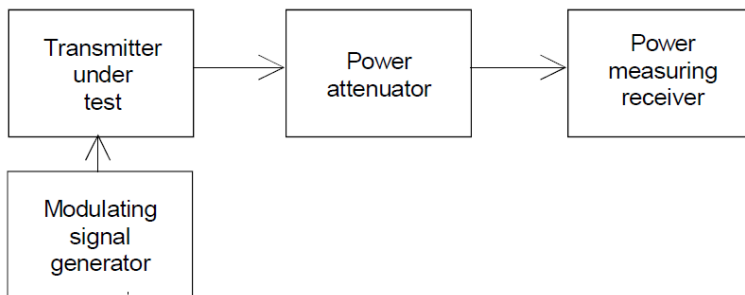 Transmitter
under
test
Power
attenuator
Power
measuring
receiver
Modulating
signal
generator